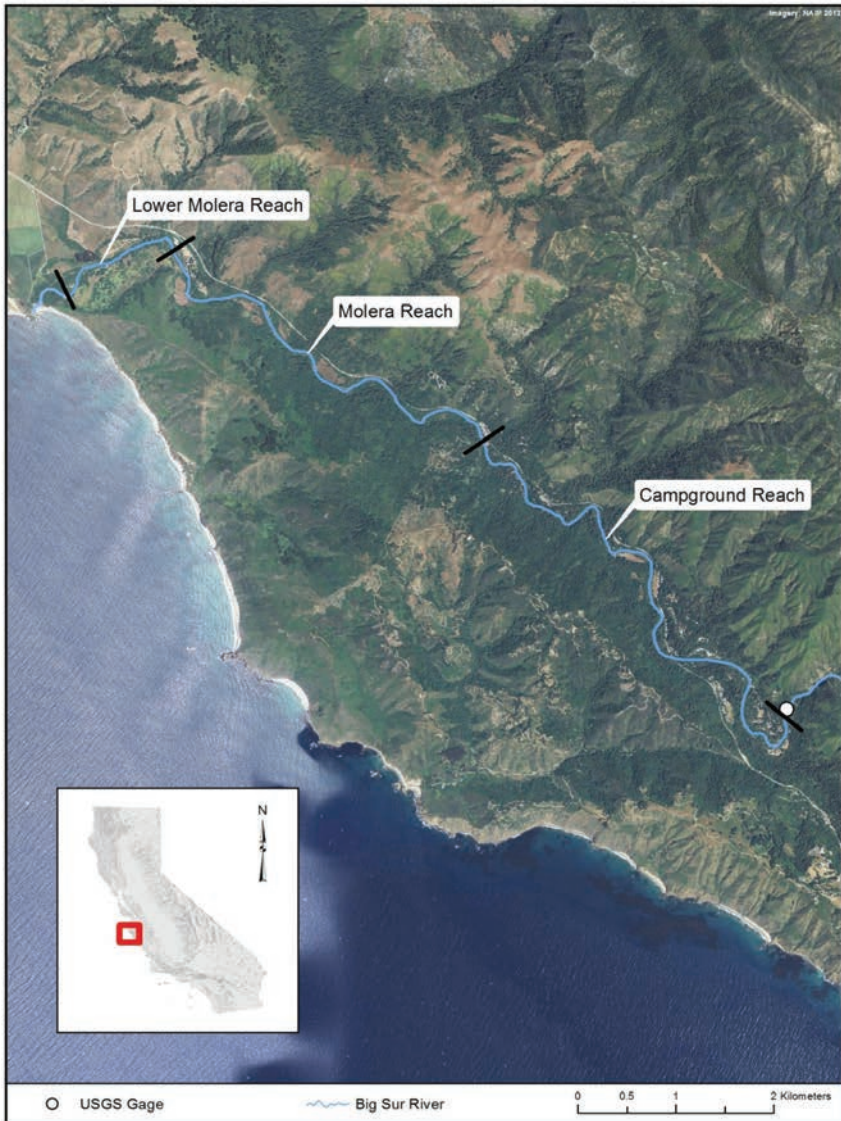 Imagery: NAIP 2012
Lower Molera Reach
Molera Reach
Campground Reach
N
USGS Gage
Big Sur River
0 0.5 1 2 Kilometers